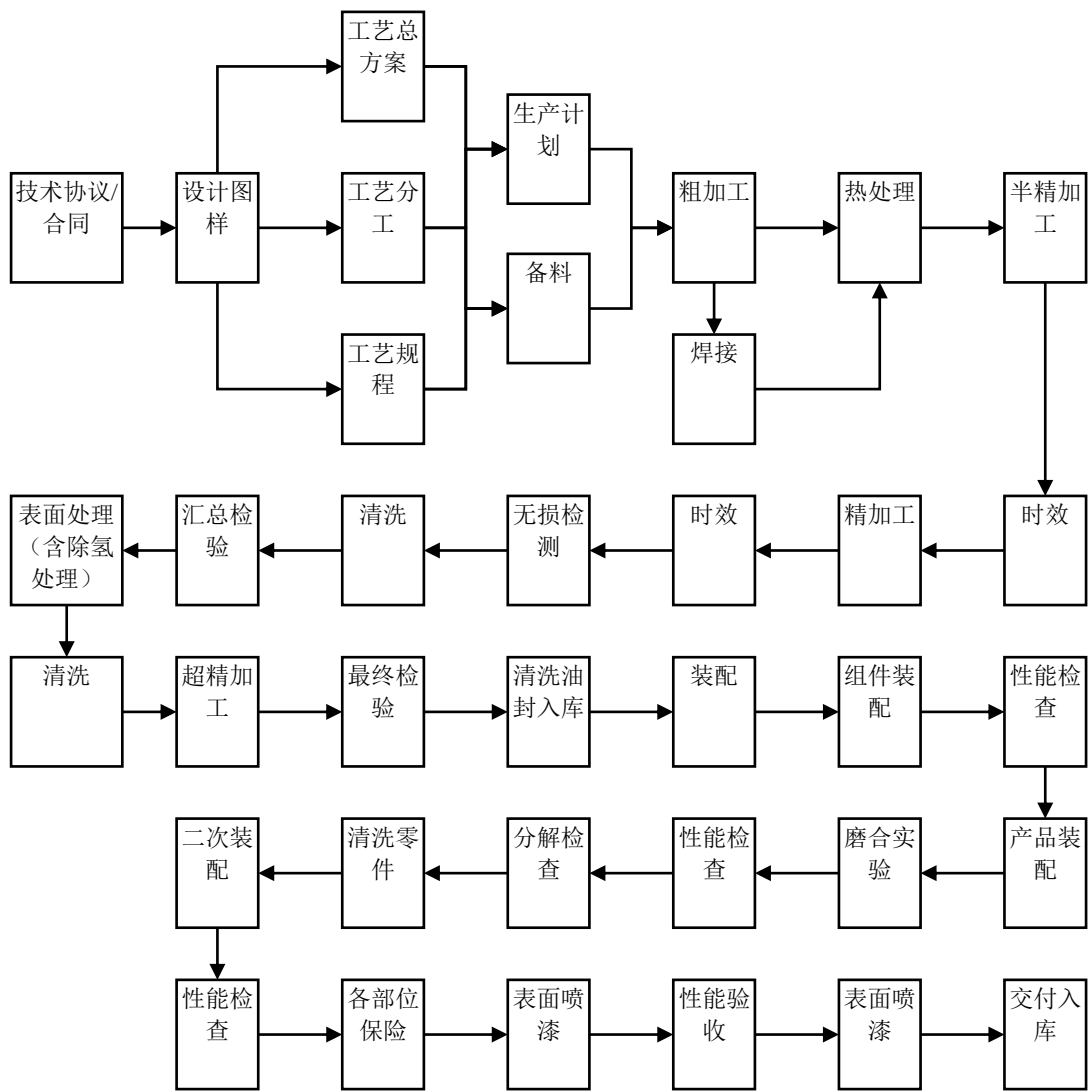 工艺总
方案
生产计
划
技术协议/
合同
设计图
样
工艺分
工
粗加工
热处理
半精加
工
备料
工艺规
程
焊接
表面处理
（含除氢
处理）
汇总检
验
清洗
无损检
测
时效
精加工
时效
清洗
超精加
工
最终检
验
清洗油
封入库
装配
组件装
配
性能检
查
二次装
配
清洗零
件
分解检
查
性能检
查
磨合实
验
产品装
配
性能检
查
各部位
保险
表面喷
漆
性能验
收
表面喷
漆
交付入
库